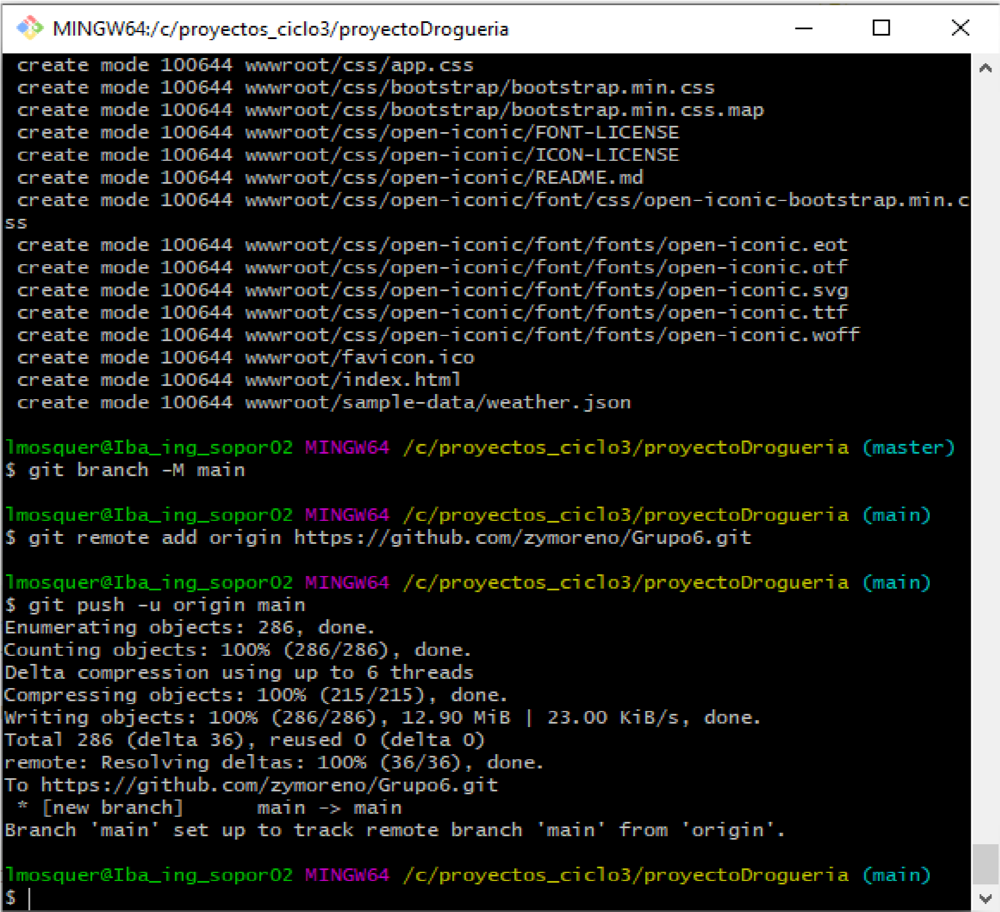 MINGW64:/c/proyectos_ciclo3/proyectoDrogueria
create mode 100644 wwwroot/css/app.css
create mode 100644 wwwroot/css/bootstrap/bootstrap.min.css
create mode 100644 wwwroot/css/bootstrap/bootstrap.min.css.map
create mode 100644 wwwroot/css/open-iconic/FONT-LICENSE
create mode 100644 wwwroot/css/open-iconic/ICON-LICENSE
create mode 100644 wwwroot/css/open-iconic/README.md
create mode 100644 wwwroot/css/open-iconic/font/css/open-iconic-bootstrap.min.c
ss
create mode 100644 wwwroot/css/open-iconic/font/fonts/open-iconic.eot
create mode 100644 wwwroot/css/open-iconic/font/fonts/open-iconic.otf
create mode 100644 wwwroot/css/open-iconic/font/fonts/open-iconic.svg
create mode 100644 wwwroot/css/open-iconic/font/fonts/open-iconic.ttf
create mode 100644 wwwroot/css/open-iconic/font/fonts/open-iconic.woff
create mode 100644 wwwroot/favicon.ico
create mode 100644 wwwroot/index.html
create mode 100644 wwwroot/sample-data/weather.json
lmosquer@Iba_ing_sopor02 MINGW64 /c/proyectos_ciclo3/proyectoDrogueria (master)
$ git branch -M main
lmosquer@Iba_ing_sopor02 MINGW64 /c/proyectos_ciclo3/proyectoDrogueria (main)
$ git remote add origin https://github.com/zymoreno/Grupo6.git
lmosquer@Iba_ing_sopor02 MINGW64 /c/proyectos_ciclo3/proyectoDrogueria (main)
$ git push -u origin main
Enumerating objects: 286, done.
Counting objects: 100% (286/286), done.
Delta compression using up to 6 threads
Compressing objects: 100% (215/215), done.
Writing objects: 100% (286/286), 12.90 MiB | 23.00 KiB/s, done.
Total 286 (delta 36), reused 0 (delta 0)
remote: Resolving deltas: 100% (36/36), done.
To https://github.com/zymoreno/Grupo6.git
* [new branch]      main -> main
Branch 'main' set up to track remote branch 'main' from 'origin'.
lmosquer@Iba_ing_sopor02 MINGW64 /c/proyectos_ciclo3/proyectoDrogueria (main)
$